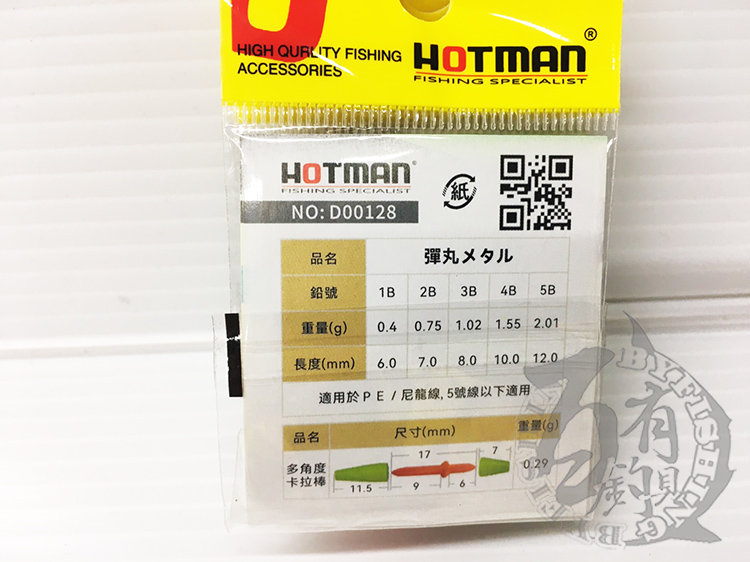 HIGH QURLITY FISHING
ACCESSORIES
HOTMAN®
FISHING SPECIALIST
HOTMAN®
FISHING SPECIALIST
NO: D00128
紙
品名 彈丸メタル
鉛號 1B 2B 3B 4B 5B
重量(g) 0.4 0.75 1.02 1.55 2.01
長度(mm) 6.0 7.0 8.0 10.0 12.0
適用於PE/尼龍線,5號線以下適用
品名 尺寸(mm) 重量(g)
多角度
卡拉棒
17 7
11.5 9 6
0.29
有
釣具
BYFISHING